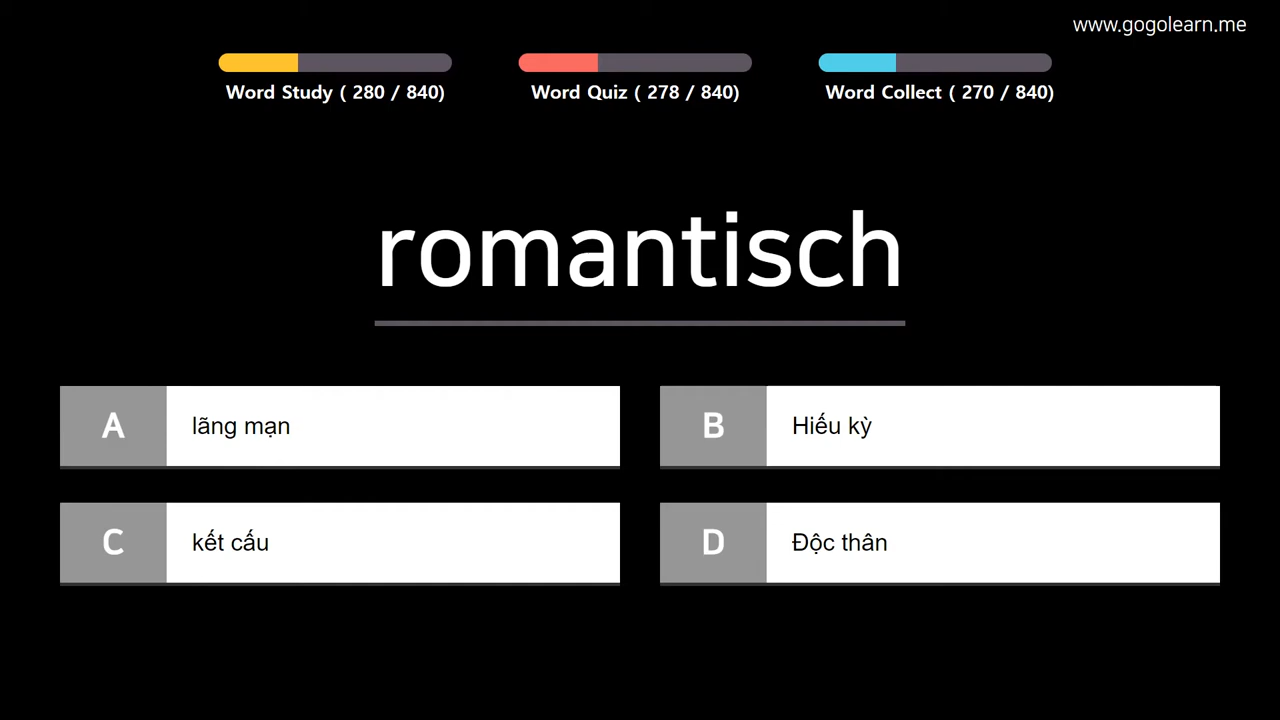 www.gogolearn.me
Word Study ( 280 / 840)
Word Quiz ( 278 / 840)
Word Collect ( 270 / 840)
romantisch
A lãng mạn
B Hiếu kỳ
C kết cấu
D Độc thân